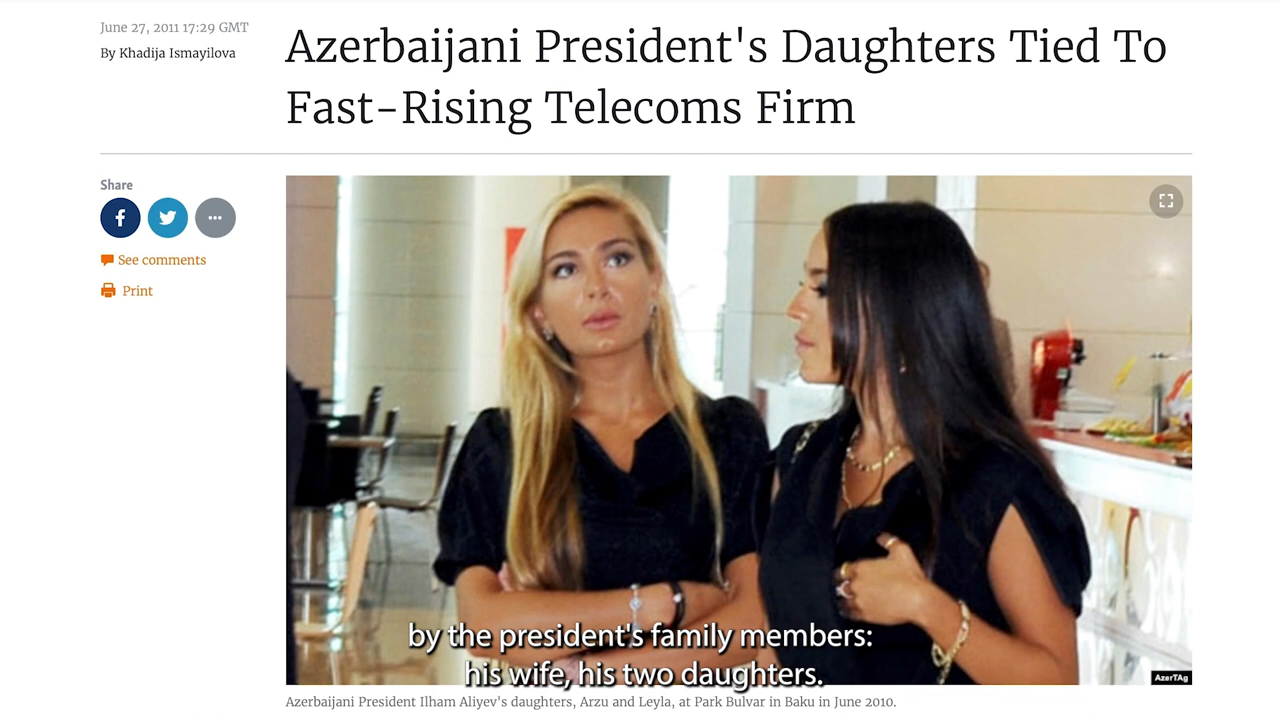 June 27, 2011 17:29 GMT
By Khadija Ismayilova
Azerbaijani President's Daughters Tied To
Fast-Rising Telecoms Firm
Share
See comments
Print
by the president's family members:
his wife, his two daughters.
AzerTAg
Azerbaijani President Ilham Aliyev's daughters, Arzu and Leyla, at Park Bulvar in Baku in June 2010.